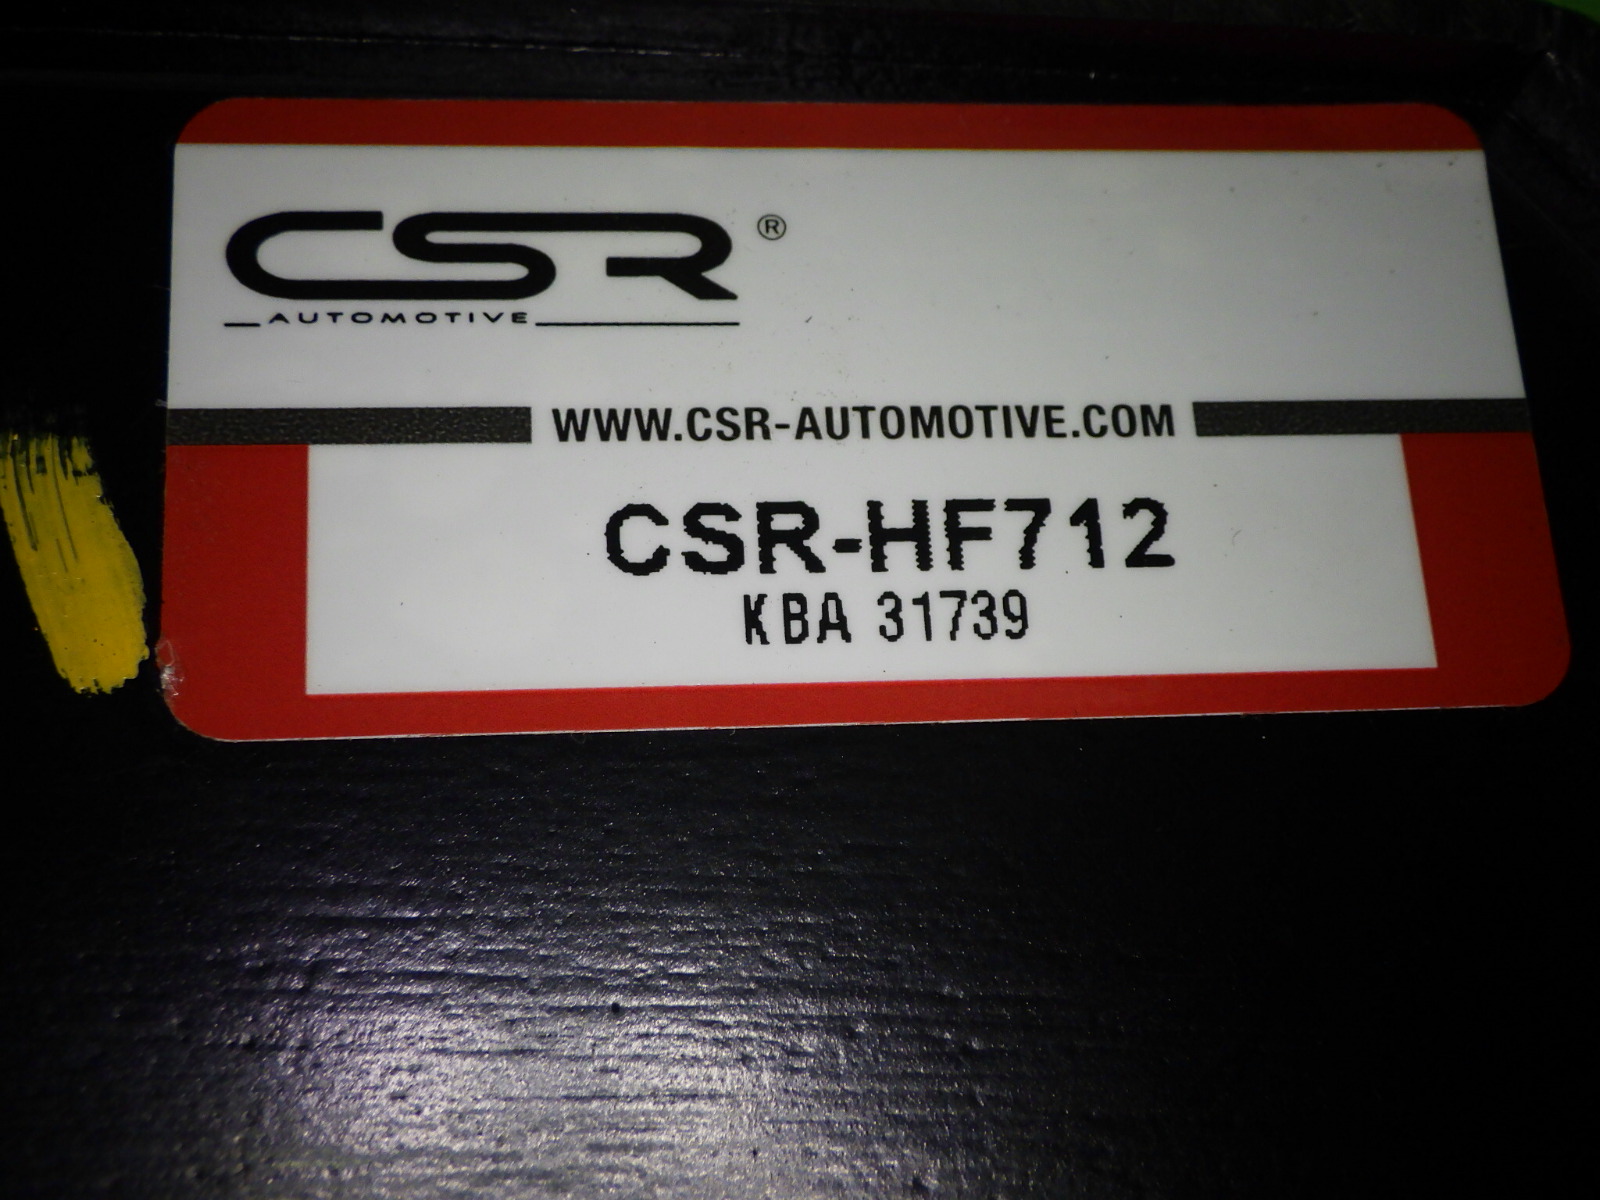 CSR®
AUTOMOTIVE
WWW.CSR-AUTOMOTIVE.COM
CSR-HF712
KBA 31739